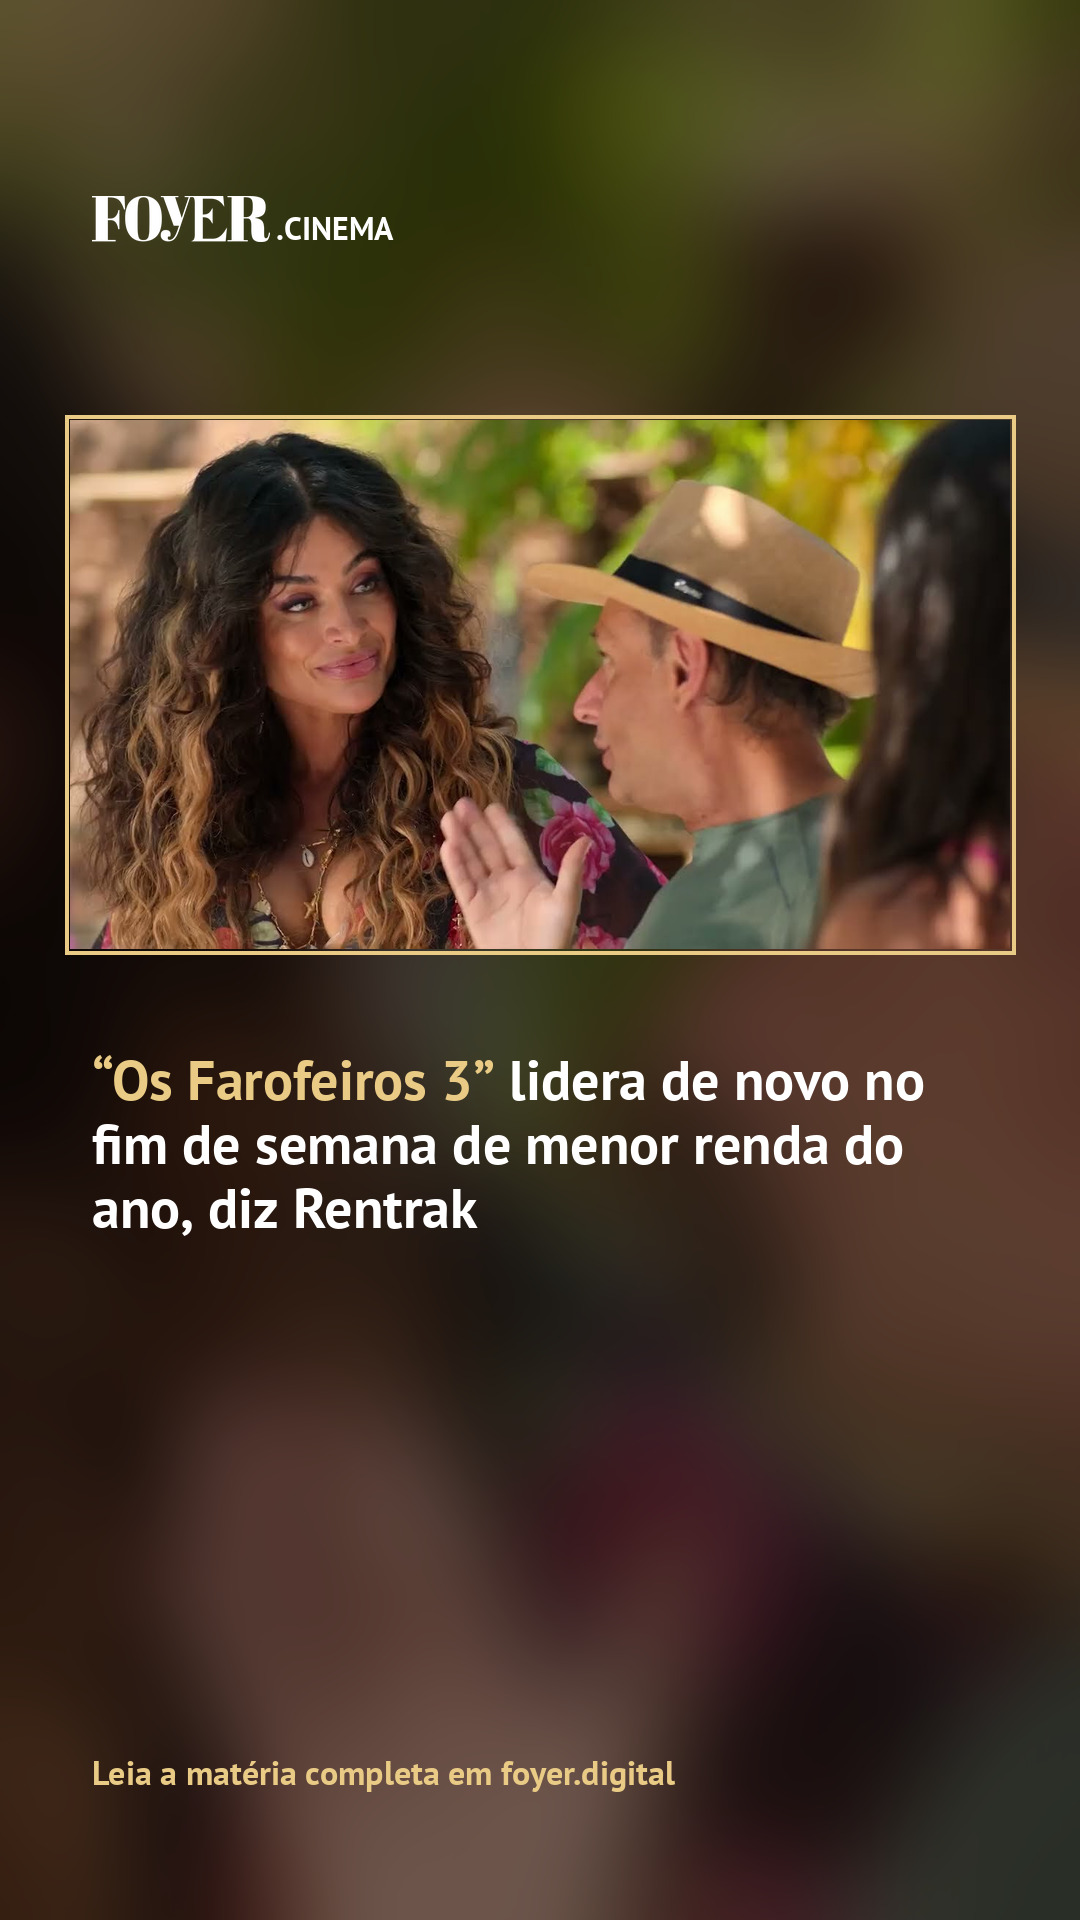 FOYER .CINEMA
“Os Farofeiros 3” lidera de novo no
fim de semana de menor renda do
ano, diz Rentrak
Leia a matéria completa em foyer.digital